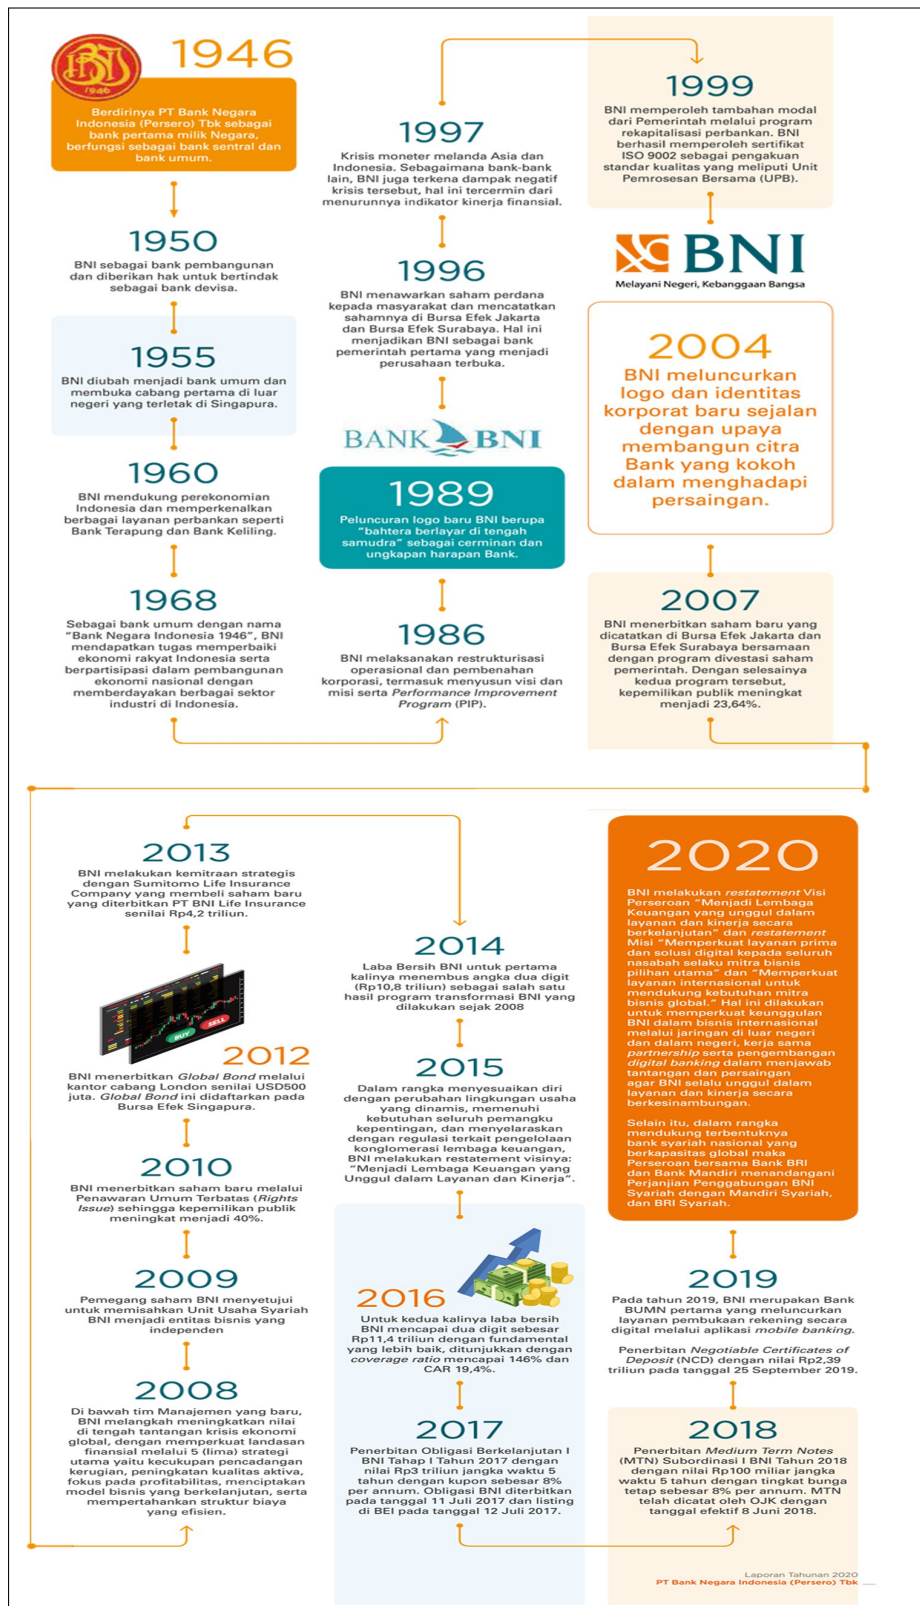 BNI
1946
1946
Berdirinya PT Bank Negara
Indonesia (Persero) Tbk sebagai
bank pertama milik Negara,
berfungsi sebagai bank sentral dan
bank umum.
1950
BNI sebagai bank pembangunan
dan diberikan hak untuk bertindak
sebagai bank devisa.
1955
BNI diubah menjadi bank umum dan
membuka cabang pertama di luar
negeri yang terletak di Singapura.
1960
BNI mendukung perekonomian
Indonesia dan memperkenalkan
berbagai layanan perbankan seperti
Bank Terapung dan Bank Keliling.
1968
Sebagai bank umum dengan nama
“Bank Negara Indonesia 1946”, BNI
mendapatkan tugas memperbaiki
ekonomi rakyat Indonesia serta
berpartisipasi dalam pembangunan
ekonomi nasional dengan
memberdayakan berbagai sektor
industri di Indonesia.
1986
BNI melaksanakan restrukturisasi
operasional dan pembenahan
korporasi, termasuk menyusun visi dan
misi serta Performance Improvement
Program (PIP).
BANK BNI
1989
Peluncuran logo baru BNI berupa
“bahtera berlayar di tengah
samudra” sebagai cerminan dan
ungkapan harapan Bank.
1996
BNI menawarkan saham perdana
kepada masyarakat dan mencatatkan
sahamnya di Bursa Efek Jakarta
dan Bursa Efek Surabaya. Hal ini
menjadikan BNI sebagai bank
pemerintah pertama yang menjadi
perusahaan terbuka.
1997
Krisis moneter melanda Asia dan
Indonesia. Sebagaimana bank-bank
lain, BNI juga terkena dampak negatif
krisis tersebut, hal ini tercermin dari
menurunnya indikator kinerja finansial.
1999
BNI memperoleh tambahan modal
dari Pemerintah melalui program
rekapitalisasi perbankan. BNI
berhasil memperoleh sertifikat
ISO 9002 sebagai pengakuan
standar kualitas yang meliputi Unit
Pemrosesan Bersama (UPB).
BNI
Melayani Negeri, Kebanggaan Bangsa
2004
BNI meluncurkan
logo dan identitas
korporat baru sejalan
dengan upaya
membangun citra
Bank yang kokoh
dalam menghadapi
persaingan.
2007
BNI menerbitkan saham baru yang
dicatatkan di Bursa Efek Jakarta dan
Bursa Efek Surabaya bersamaan
dengan program divestasi saham
pemerintah. Dengan selesainya
kedua program tersebut,
kepemilikan publik meningkat
menjadi 23,64%.
2008
Di bawah tim Manajemen yang baru,
BNI melangkah meningkatkan nilai
di tengah tantangan krisis ekonomi
global, dengan memperkuat landasan
finansial melalui 5 (lima) strategi
utama yaitu kecukupan pencadangan
kerugian, peningkatan kualitas aktiva,
fokus pada profitabilitas, menciptakan
model bisnis yang berkelanjutan, serta
mempertahankan struktur biaya
yang efisien.
2009
Pemegang saham BNI menyetujui
untuk memisahkan Unit Usaha Syariah
BNI menjadi entitas bisnis yang
independen
2010
BNI menerbitkan saham baru melalui
Penawaran Umum Terbatas (Rights
Issue) sehingga kepemilikan publik
meningkat menjadi 40%.
BUY
SELL
2012
BNI menerbitkan Global Bond melalui
kantor cabang London senilai USD500
juta. Global Bond ini didaftarkan pada
Bursa Efek Singapura.
2013
BNI melakukan kemitraan strategis
dengan Sumitomo Life Insurance
Company yang membeli saham baru
yang diterbitkan PT BNI Life Insurance
senilai Rp4,2 triliun.
2014
Laba Bersih BNI untuk pertama
kalinya menembus angka dua digit
(Rp10,8 triliun) sebagai salah satu
hasil program transformasi BNI yang
dilakukan sejak 2008
2015
Dalam rangka menyesuaikan diri
dengan perubahan lingkungan usaha
yang dinamis, memenuhi
kebutuhan seluruh pemangku
kepentingan, dan menyelaraskan
dengan regulasi terkait pengelolaan
konglomerasi lembaga keuangan,
BNI melakukan restatement visinya:
“Menjadi Lembaga Keuangan yang
Unggul dalam Layanan dan Kinerja”.
2016
Untuk kedua kalinya laba bersih
BNI mencapai dua digit sebesar
Rp11,4 triliun dengan fundamental
yang lebih baik, ditunjukkan dengan
coverage ratio mencapai 146% dan
CAR 19,4%.
2017
Penerbitan Obligasi Berkelanjutan I
BNI Tahap I Tahun 2017 dengan
nilai Rp3 triliun jangka waktu 5
tahun dengan kupon sebesar 8%
per annum. Obligasi BNI diterbitkan
pada tanggal 11 Juli 2017 dan listing
di BEI pada tanggal 12 Juli 2017.
2018
Penerbitan Medium Term Notes
(MTN) Subordinasi I BNI Tahun 2018
dengan nilai Rp100 miliar jangka
waktu 5 tahun dengan tingkat bunga
tetap sebesar 8% per annum. MTN
telah dicatat oleh OJK dengan
tanggal efektif 8 Juni 2018.
2019
Pada tahun 2019, BNI merupakan Bank
BUMN pertama yang meluncurkan
layanan pembukaan rekening secara
digital melalui aplikasi mobile banking.
Penerbitan Negotiable Certificates of
Deposit (NCD) dengan nilai Rp2,39
triliun pada tanggal 25 September 2019.
2020
BNI melakukan restatement Visi
Perseroan “Menjadi Lembaga
Keuangan yang unggul dalam
layanan dan kinerja secara
berkelanjutan” dan restatement
Misi “Memperkuat layanan prima
dan solusi digital kepada seluruh
nasabah selaku mitra bisnis
pilihan utama” dan “Memperkuat
layanan internasional untuk
mendukung kebutuhan mitra
bisnis global.” Hal ini dilakukan
untuk memperkuat keunggulan
BNI dalam bisnis internasional
melalui jaringan di luar negeri
dan dalam negeri, kerja sama
partnership serta pengembangan
digital banking dalam menjawab
tantangan dan persaingan
agar BNI selalu unggul dalam
layanan dan kinerja secara
berkesinambungan.
Selain itu, dalam rangka
mendukung terbentuknya
bank syariah nasional yang
berkapasitas global maka
Perseroan bersama Bank BRI
dan Bank Mandiri menandangani
Perjanjian Penggabungan BNI
Syariah dengan Mandiri Syariah,
dan BRI Syariah.
Laporan Tahunan 2020
PT Bank Negara Indonesia (Persero) Tbk